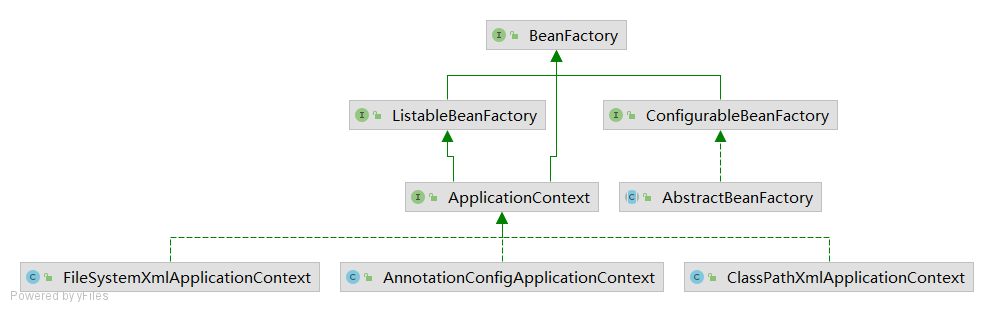 I BeanFactory
I ListableBeanFactory
I ConfigurableBeanFactory
I ApplicationContext
C AbstractBeanFactory
C FileSystemXmlApplicationContext
C AnnotationConfigApplicationContext
C ClassPathXmlApplicationContext
Powered by yFiles